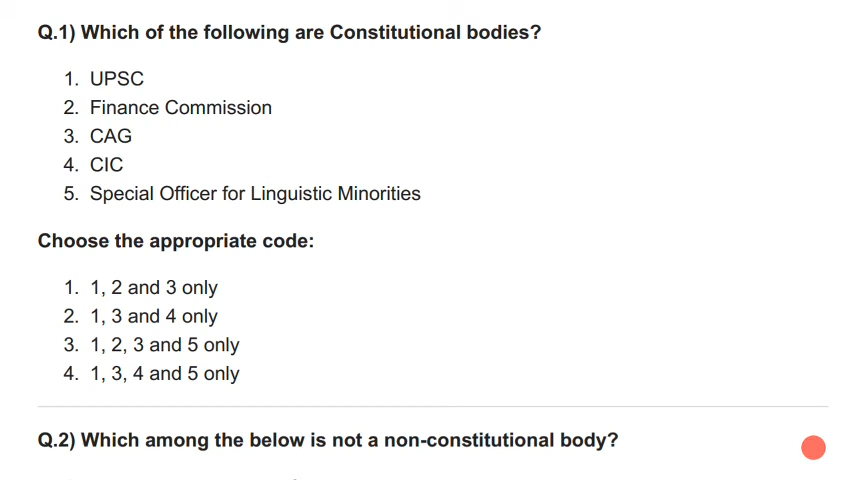 Q.1) Which of the following are Constitutional bodies?
1. UPSC
2. Finance Commission
3. CAG
4. CIC
5. Special Officer for Linguistic Minorities
Choose the appropriate code:
1. 1, 2 and 3 only
2. 1, 3 and 4 only
3. 1, 2, 3 and 5 only
4. 1, 3, 4 and 5 only
Q.2) Which among the below is not a non-constitutional body?